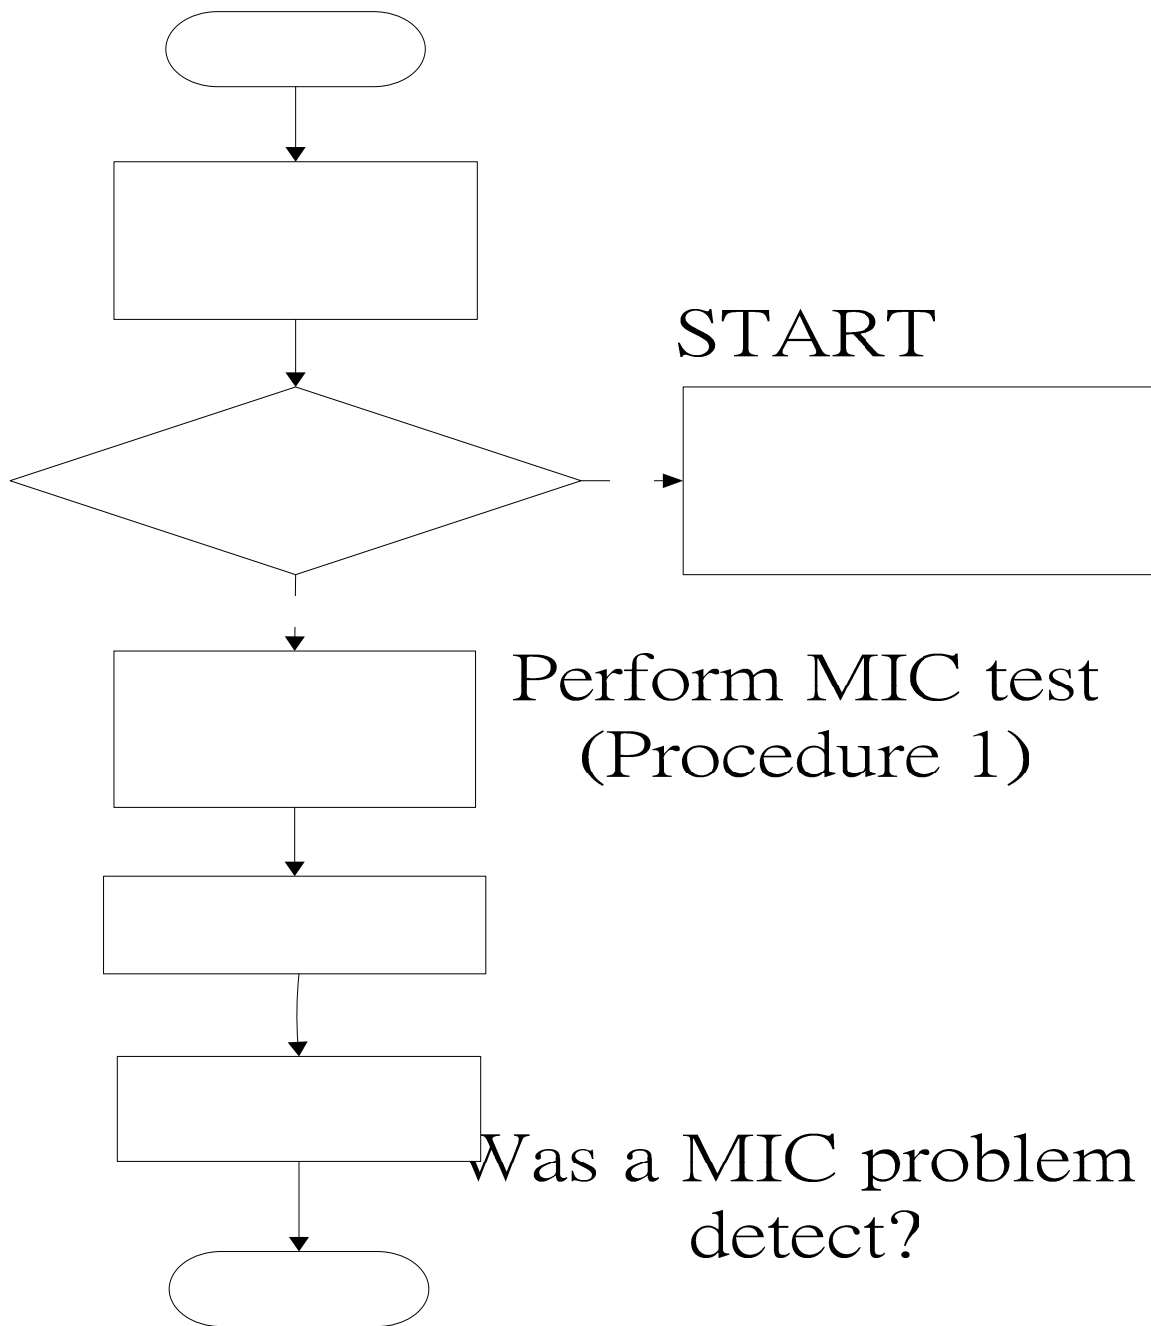 START
Perform MIC test
(Procedure 1)
Was a MIC problem
detect?